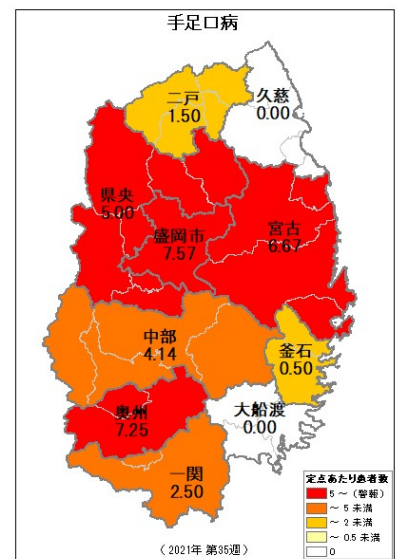 手足口病
二戸
1.50
久慈
0.00
県央
5.00
盛岡市
7.57
宮古
6.67
中部
4.14
釜石
0.50
奥州
7.25
大船渡
0.00
一関
2.50
定点あたり患者数
5 ～ (警報)
～ 5 未満
～ 2 未満
～ 0.5 未満
0
( 2021年 第35週 )